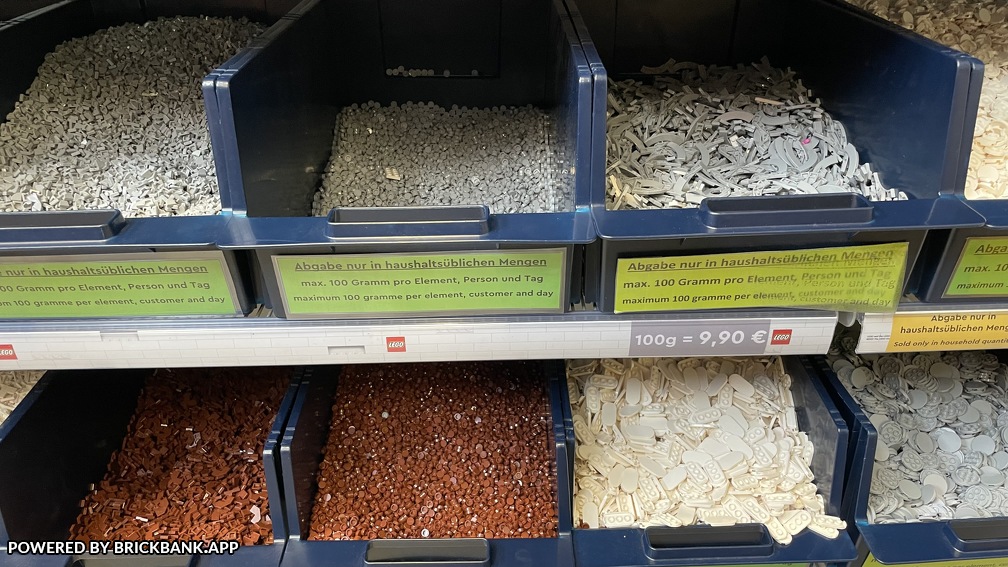 nur in haushaltsüblichen Mengen
00 Gramm pro Element, Person und Tag
m 100 gramme per element, customer and day
Abgabe nur in haushaltsüblichen Mengen
max. 100 Gramm pro Element, Person und Tag
maximum 100 gramme per element, customer and day
Abgabe nur in haushaltsüblichen Mengen
max. 100 Gramm pro Element, Person und Tag
maximum 100 gramme per element, customer and day
Abga
max. 10
maximum
LEGO
LEGO
100g = 9,90 €
LEGO
Abgabe nur in
haushaltsüblichen Meng
Sold only in household quanti
POWERED BY BRICKBANK.APP